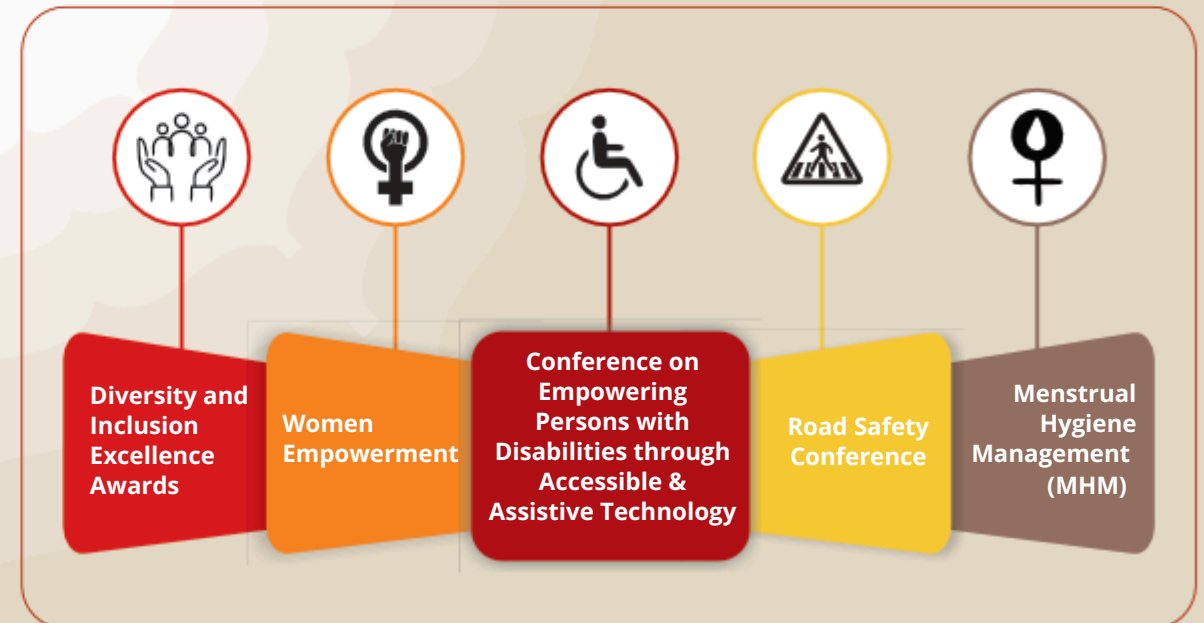 Diversity and
Inclusion
Excellence
Awards
Women
Empowerment
Conference on
Empowering
Persons with
Disabilities through
Accessible &
Assistive Technology
Road Safety
Conference
Menstrual
Hygiene
Management
(MHM)